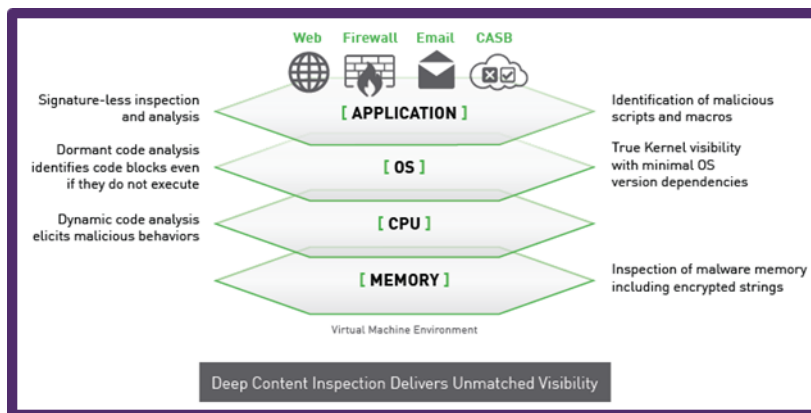 Web Firewall Email CASB
Signature-less inspection
and analysis
[ APPLICATION ]
Identification of malicious
scripts and macros
Dormant code analysis
identifies code blocks even
if they do not execute
[ OS ]
True Kernel visibility
with minimal OS
version dependencies
Dynamic code analysis
elicits malicious behaviors
[ CPU ]
[ MEMORY ]
Inspection of malware memory
including encrypted strings
Virtual Machine Environment
Deep Content Inspection Delivers Unmatched Visibility